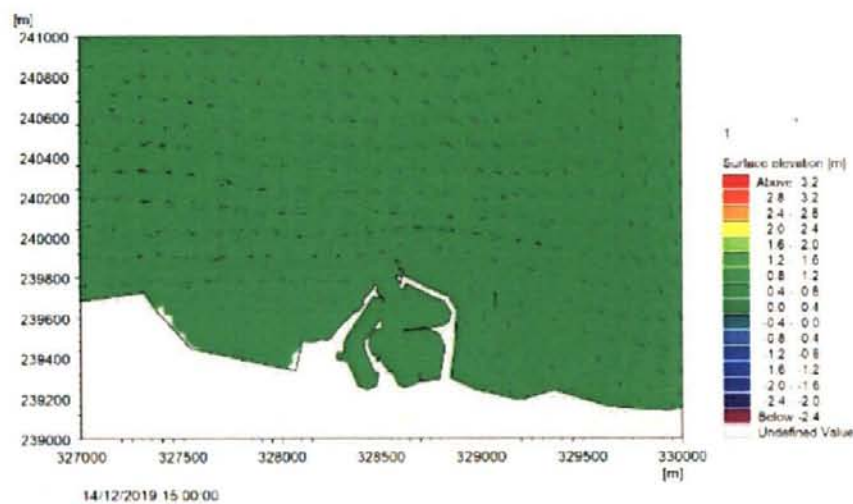 [m]
241000
240800
240600
240400
240200
240000
239800
239600
239400
239200
239000
327000 327500 328000 328500 329000 329500 330000
[m]
14/12/2019 15:00:00
1
Surface elevation [m]
Above 3.2
2.8 3.2
2.4 - 2.8
2.0 2.4
1.6 - 2.0
1.2 1.6
0.8 1.2
0.4 - 0.8
0.0 0.4
-0.4 - 0.0
0.8 0.4
-1.2 -0.8
1.6 - 1.2
-2.0 - -1.6
2.4 - -2.0
Below -2.4
Undefined Value